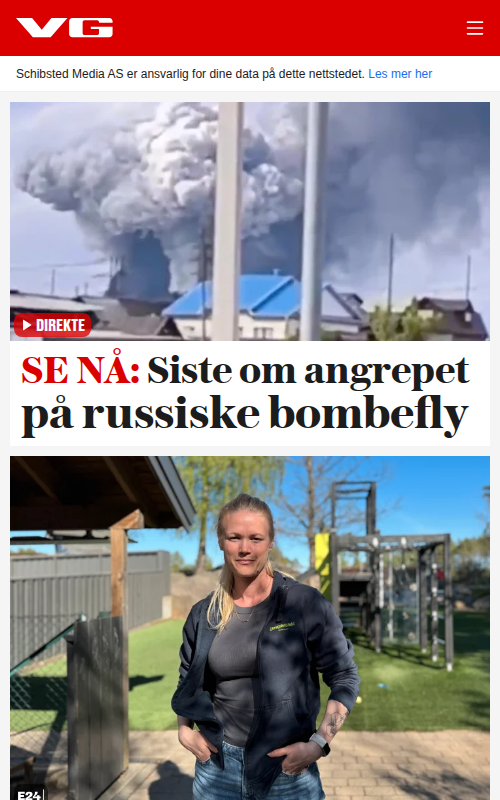 VG
Schibsted Media AS er ansvarlig for dine data på dette nettstedet. Les mer her
DIREKTE
SE NÅ: Siste om angrepet
på russiske bombefly
E24